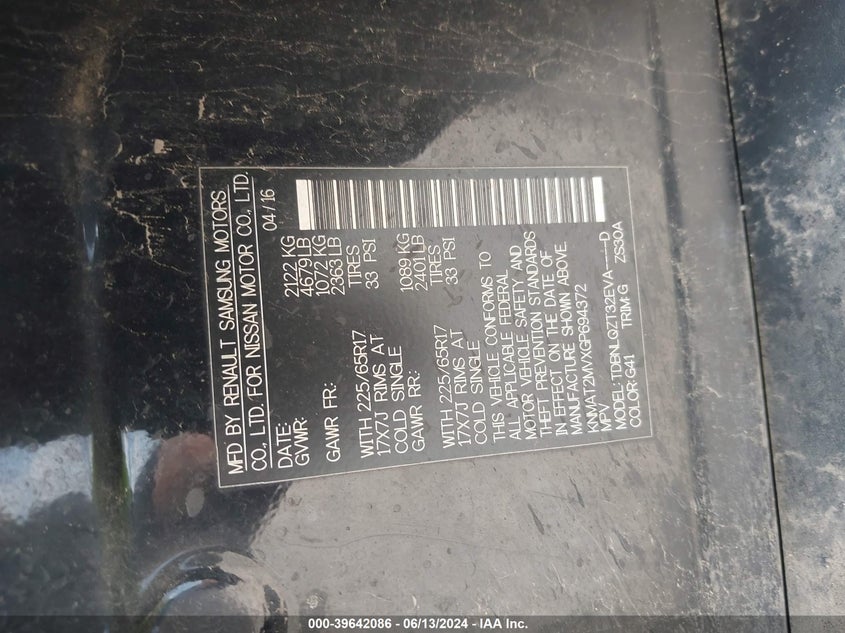 MFD BY RENAULT SAMSUNG MOTORS
CO., LTD. FOR NISSAN MOTOR CO., LTD.
DATE: 04/16
GVWR: 2122 KG
4679 LB
GAWR FR: 1072 KG
2363 LB
WITH 225/65R17 TIRES
17X7J RIMS AT 33 PSI
COLD SINGLE
GAWR RR: 1089 KG
2401 LB
WITH 225/65R17 TIRES
17X7J RIMS AT 33 PSI
COLD SINGLE
THIS VEHICLE CONFORMS TO
ALL APPLICABLE FEDERAL
MOTOR VEHICLE SAFETY AND
THEFT PREVENTION STANDARDS
IN EFFECT ON THE DATE OF
MANUFACTURE SHOWN ABOVE.
KNMAT2MVXGP694372
MPV
MODEL: TDBNLQZT32EVA----D
COLOR: G41 TRIM: G ZS30A
000-39642086 - 06/13/2024 - IAA Inc.